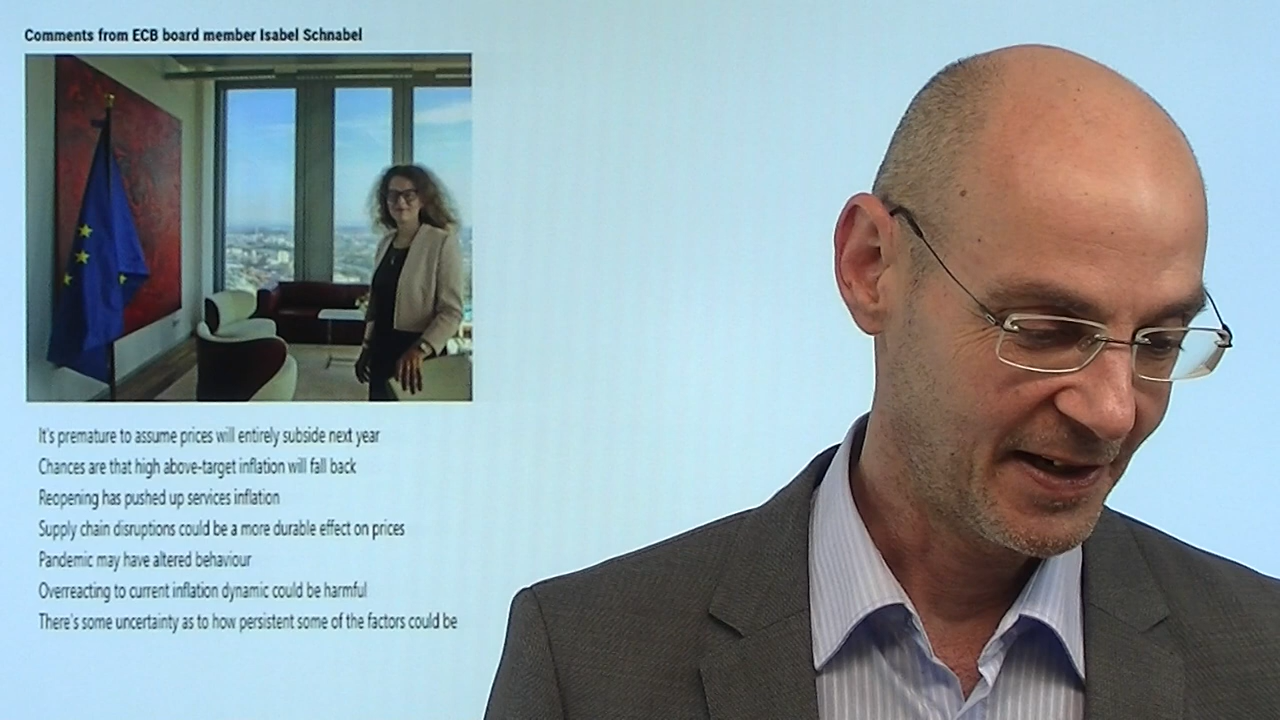 Comments from ECB board member Isabel Schnabel
It's premature to assume prices will entirely subside next year
Chances are that high above-target inflation will fall back
Reopening has pushed up services inflation
Supply chain disruptions could be a more durable effect on prices
Pandemic may have altered behaviour
Overreacting to current inflation dynamic could be harmful
There's some uncertainty as to how persistent some of the factors could be